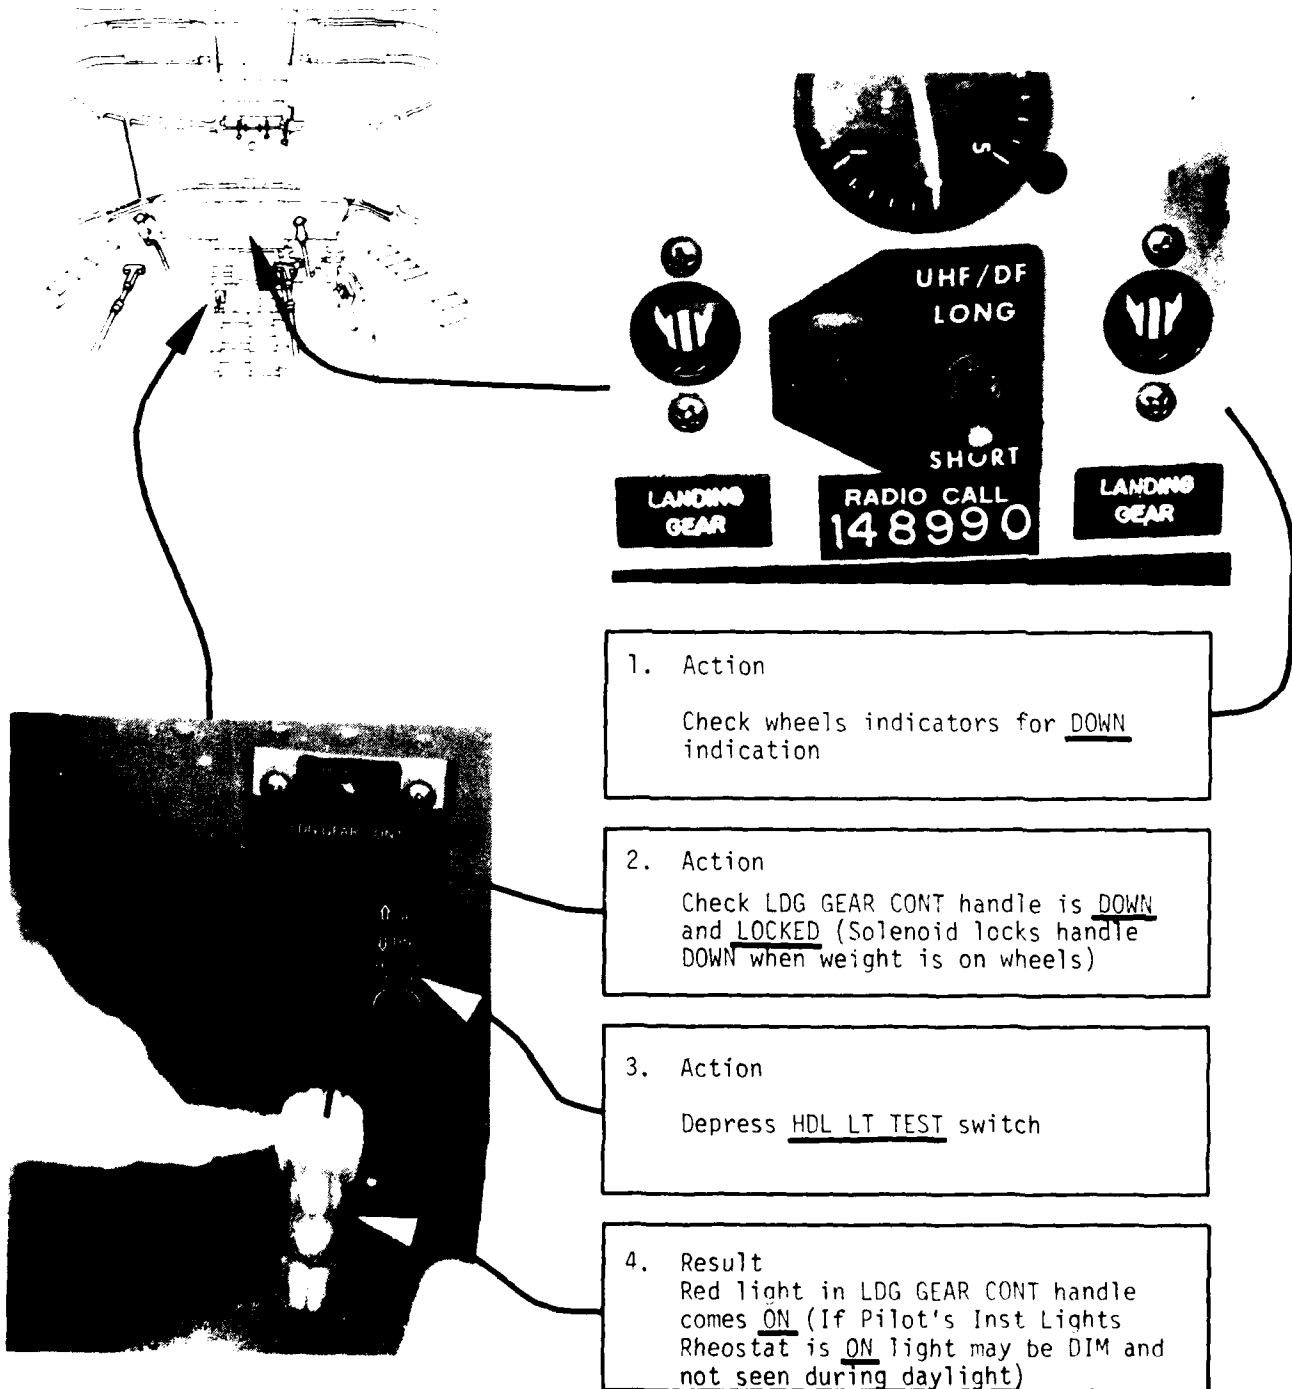 UHF/DF
LONG
SHORT
LANDING
GEAR
RADIO CALL
148990
LANDING
GEAR
1. Action
Check wheels indicators for DOWN
indication
LDG GEAR CONT
2. Action
Check LDG GEAR CONT handle is DOWN
and LOCKED (Solenoid locks handle
DOWN when weight is on wheels)
3. Action
Depress HDL LT TEST switch
4. Result
Red light in LDG GEAR CONT handle
comes ON (If Pilot's Inst Lights
Rheostat is ON light may be DIM and
not seen during daylight)